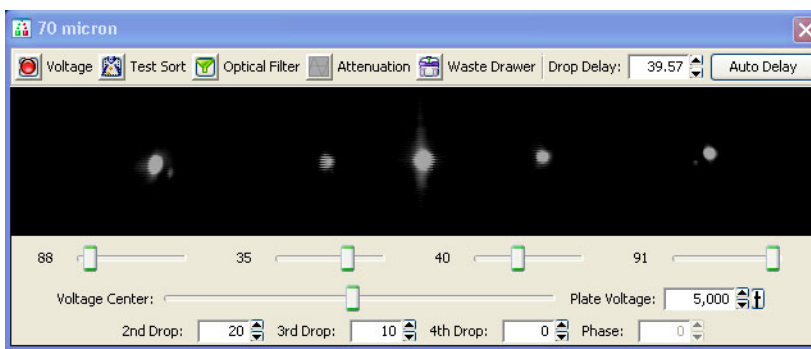 70 micron
Voltage Test Sort Optical Filter Attenuation Waste Drawer Drop Delay: 39.57 Auto Delay
88 35 40 91
Voltage Center: Plate Voltage: 5,000
2nd Drop: 20 3rd Drop: 10 4th Drop: 0 Phase: 0